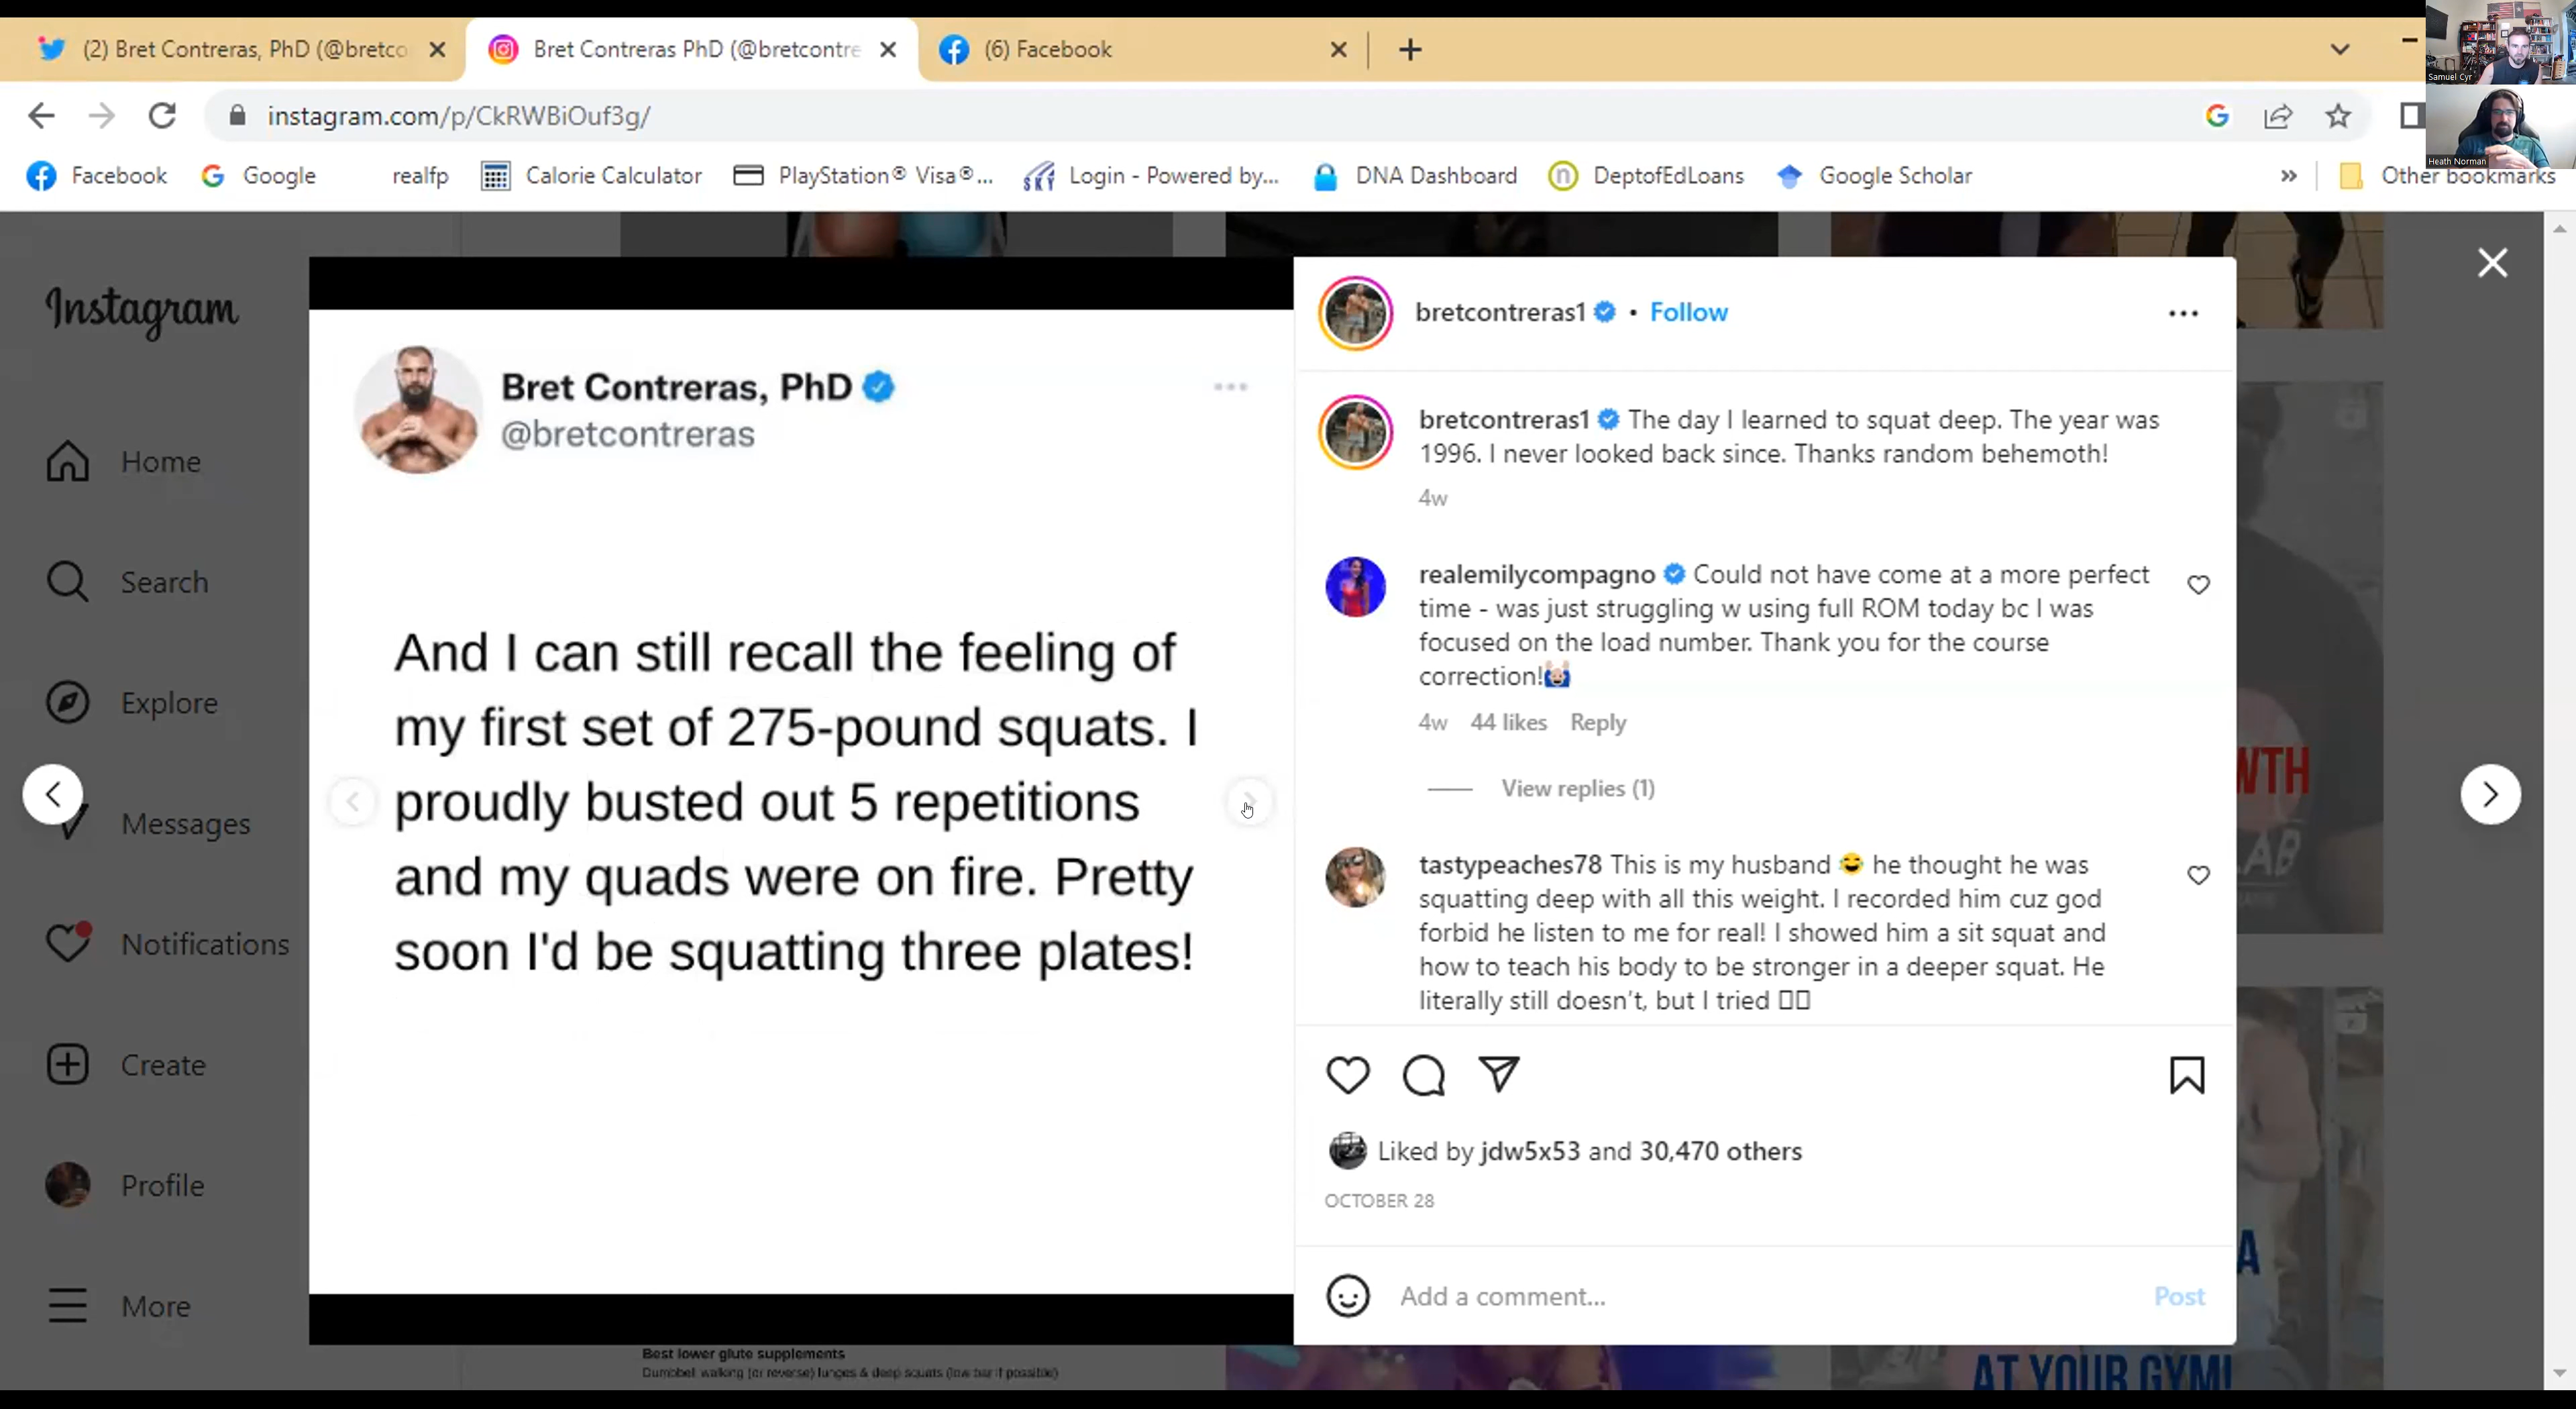 (2) Bret Contreras, PhD (@bretco
Bret Contreras PhD (@bretcontre
(6) Facebook
instagram.com/p/CkRWBiOuf3g/
Facebook
Google
realfp
Calorie Calculator
PlayStation® Visa®...
Login - Powered by...
DNA Dashboard
DeptofEdLoans
Google Scholar
Other bookmarks
Samuel Cyr
Heath Norman
Instagram
Home
Search
Explore
Messages
Notifications
Create
Profile
More
Bret Contreras, PhD
@bretcontreras
And I can still recall the feeling of
my first set of 275-pound squats. I
proudly busted out 5 repetitions
and my quads were on fire. Pretty
soon I'd be squatting three plates!
bretcontreras1 • Follow
bretcontreras1 The day I learned to squat deep. The year was
1996. I never looked back since. Thanks random behemoth!
4w
realemilycompagno Could not have come at a more perfect
time - was just struggling w using full ROM today bc I was
focused on the load number. Thank you for the course
correction!🙌
4w 44 likes Reply
View replies (1)
tastypeaches78 This is my husband 😂 he thought he was
squatting deep with all this weight. I recorded him cuz god
forbid he listen to me for real! I showed him a sit squat and
how to teach his body to be stronger in a deeper squat. He
literally still doesn't, but I tried
Liked by jdw5x53 and 30,470 others
OCTOBER 28
Add a comment...
Post
WTH
LAB
A
AT YOUR GYM!
Best lower glute supplements
Dumbbell walking (or reverse) lunges & deep squats (low bar if possible)